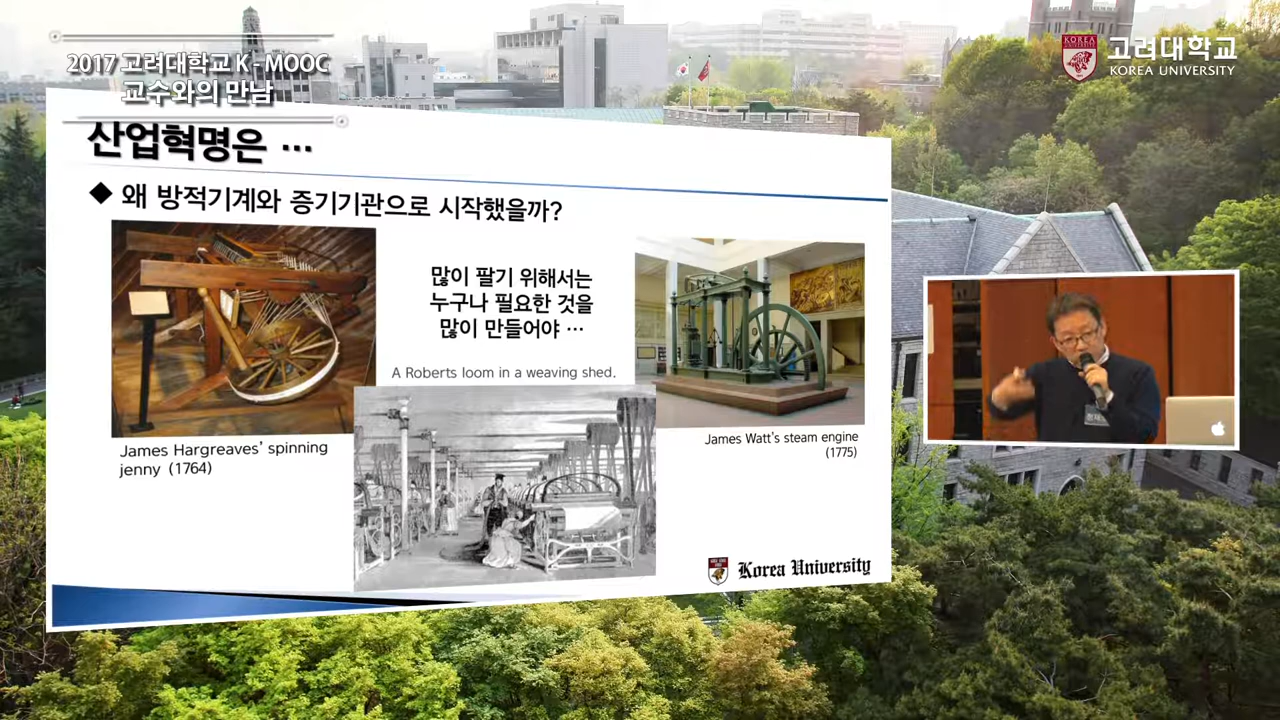 2017 고려대학교 K - MOOC
교수와의 만남
고려대학교
KOREA UNIVERSITY
산업혁명은 …
◆ 왜 방적기계와 증기기관으로 시작했을까?
많이 팔기 위해서는
누구나 필요한 것을
많이 만들어야 …
A Roberts loom in a weaving shed.
James Hargreaves’ spinning
jenny (1764)
James Watt’s steam engine
(1775)
Korea University